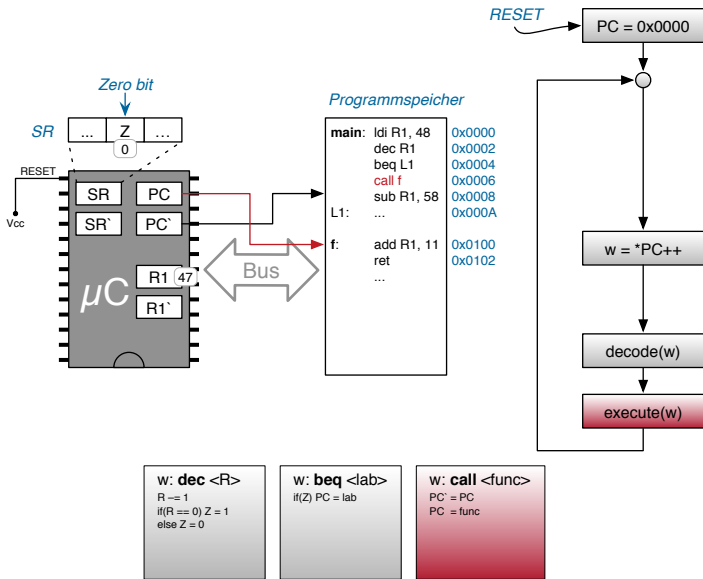 RESET
PC = 0x0000
Zero bit
Programmspeicher
SR
... Z ...
0
RESET
Vcc
SR PC
SR` PC`
R1 47
R1`
µC
Bus
main: ldi R1, 48 0x0000
dec R1 0x0002
beq L1 0x0004
call f 0x0006
sub R1, 58 0x0008
L1: ... 0x000A
f: add R1, 11 0x0100
ret 0x0102
...
w = *PC++
decode(w)
execute(w)
w: dec <R>
R −= 1
if(R == 0) Z = 1
else Z = 0
w: beq <lab>
if(Z) PC = lab
w: call <func>
PC` = PC
PC = func